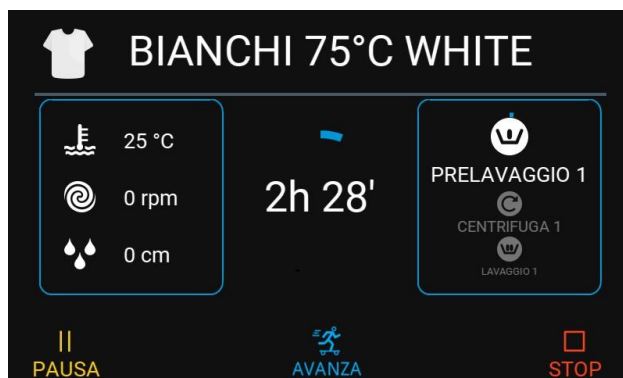 BIANCHI 75°C WHITE
25 °C
0 rpm
0 cm
2h 28'
PRELAVAGGIO 1
CENTRIFUGA 1
LAVAGGIO 1
PAUSA
AVANZA
STOP